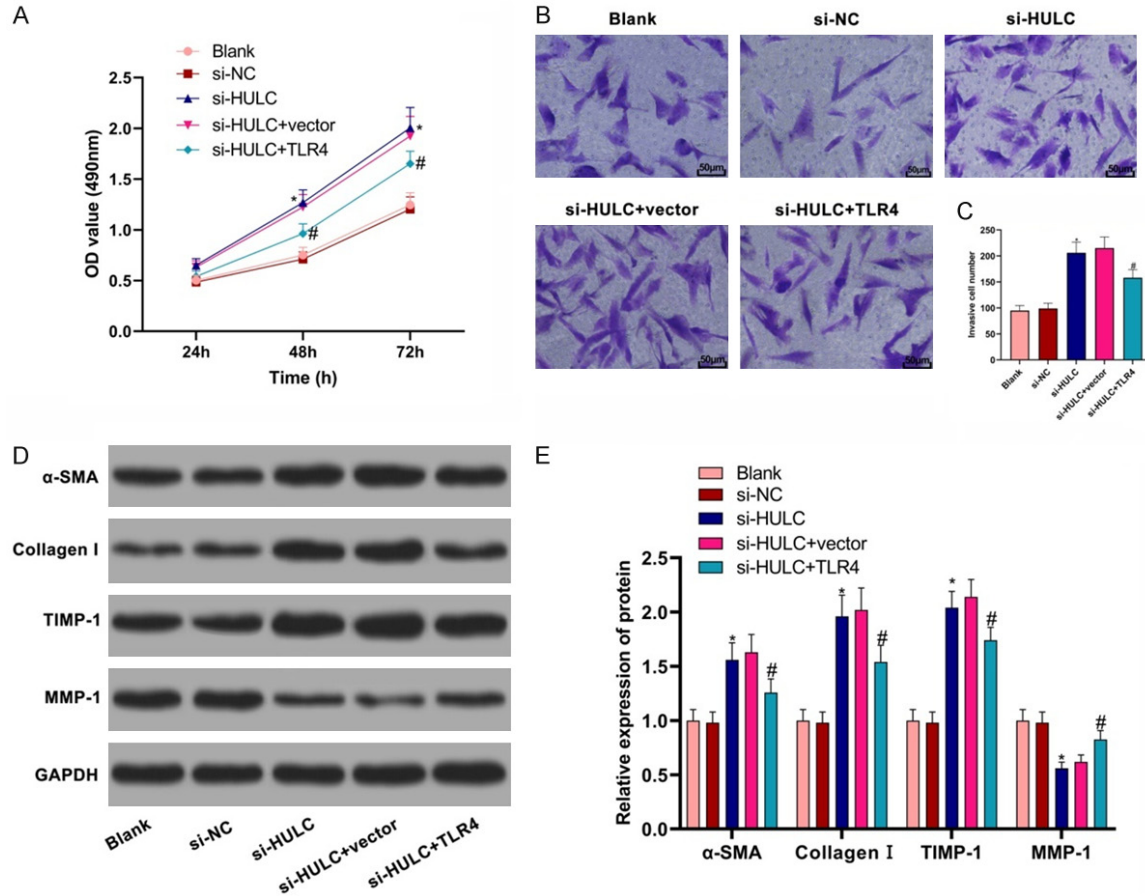 A
Blank
si-NC
si-HULC
si-HULC+vector
si-HULC+TLR4
OD value (490nm)
2.5
2.0
1.5
1.0
0.5
0.0
*
*
#
#
24h
48h
72h
Time (h)
B
Blank
si-NC
si-HULC
50μm
50μm
50μm
si-HULC+vector
si-HULC+TLR4
50μm
50μm
C
Invasive cell number
250
200
150
100
50
0
*
#
Blank
si-NC
si-HULC
si-HULC+vector
si-HULC+TLR4
D
α-SMA
Collagen I
TIMP-1
MMP-1
GAPDH
Blank
si-NC
si-HULC
si-HULC+vector
si-HULC+TLR4
E
Blank
si-NC
si-HULC
si-HULC+vector
si-HULC+TLR4
Relative expression of protein
2.5
2.0
1.5
1.0
0.5
0.0
*
#
*
#
*
#
*
#
α-SMA
Collagen Ⅰ
TIMP-1
MMP-1